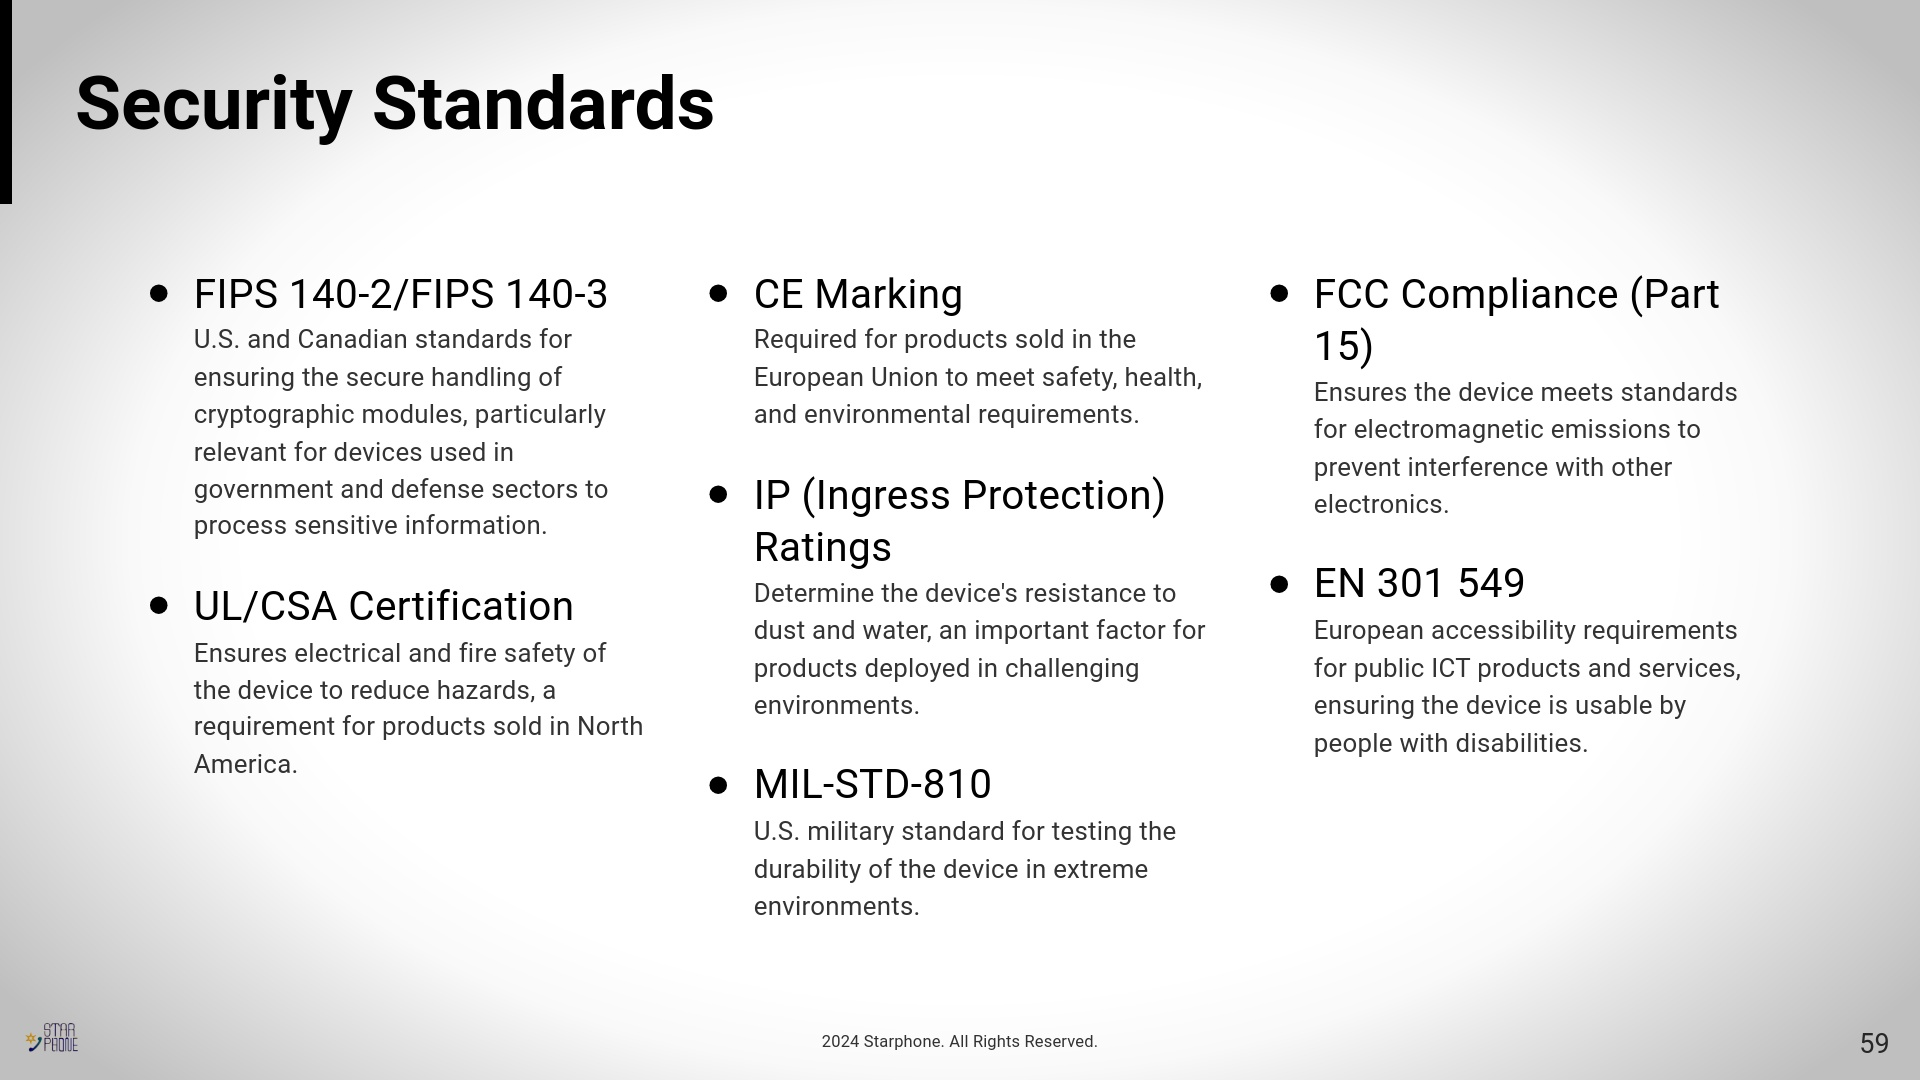 Security Standards
FIPS 140-2/FIPS 140-3
U.S. and Canadian standards for
ensuring the secure handling of
cryptographic modules, particularly
relevant for devices used in
government and defense sectors to
process sensitive information.
UL/CSA Certification
Ensures electrical and fire safety of
the device to reduce hazards, a
requirement for products sold in North
America.
CE Marking
Required for products sold in the
European Union to meet safety, health,
and environmental requirements.
IP (Ingress Protection)
Ratings
Determine the device's resistance to
dust and water, an important factor for
products deployed in challenging
environments.
MIL-STD-810
U.S. military standard for testing the
durability of the device in extreme
environments.
FCC Compliance (Part
15)
Ensures the device meets standards
for electromagnetic emissions to
prevent interference with other
electronics.
EN 301 549
European accessibility requirements
for public ICT products and services,
ensuring the device is usable by
people with disabilities.
STAR
PHONE
2024 Starphone. All Rights Reserved.
59